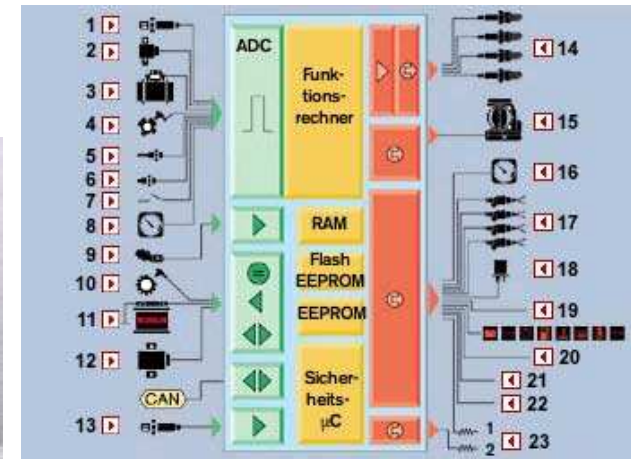 1
2
3
4
5
6
7
8
9
10
11
12
CAN
13
ADC
Funk-
tions-
rechner
RAM
Flash
EEPROM
EEPROM
Sicher-
heits-
µC
14
15
16
17
18
19
20
21
22
1
2
23